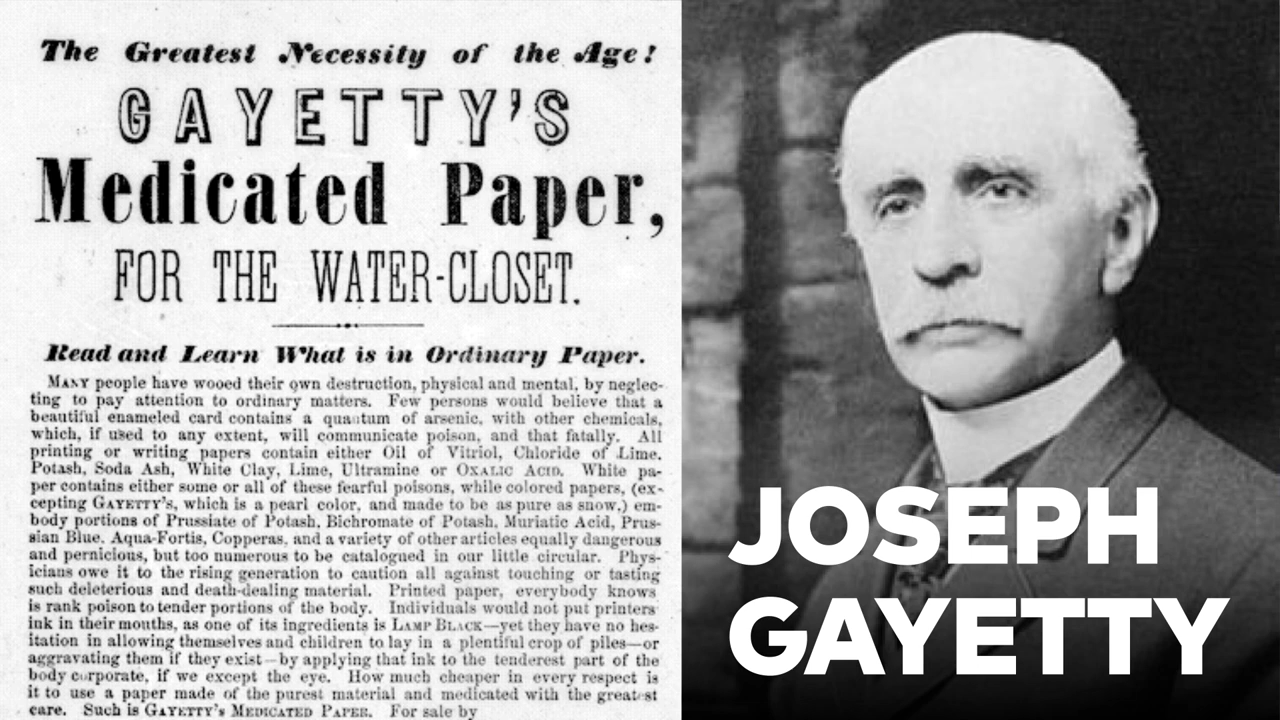 The Greatest Necessity of the Age!
GAYETTY'S
Medicated Paper,
FOR THE WATER-CLOSET.
Read and Learn What is in Ordinary Paper.
MANY people have wooed their own destruction, physical and mental, by neglec-
ting to pay attention to ordinary matters. Few persons would believe that a
beautiful enameled card contains a quantum of arsenic, with other chemicals,
which, if used to any extent, will communicate poison, and that fatally. All
printing or writing papers contain either Oil of Vitriol, Chloride of Lime,
Potash, Soda Ash, White Clay, Lime, Ultramine or OXALIC ACID. White pa-
per contains either some or all of these fearful poisons, while colored papers, (ex-
cepting GAYETTY'S, which is a pearl color, and made to be as pure as snow,) em-
body portions of Prussiate of Potash, Bichromate of Potash, Muriatic Acid, Prus-
sian Blue, Aqua-Fortis, Copperas, and a variety of other articles equally dangerous
and pernicious, but too numerous to be catalogued in our little circular. Phys-
icians owe it to the rising generation to caution all against touching or tasting
such deleterious and death-dealing material. Printed paper, everybody knows
is rank poison to tender portions of the body. Individuals would not put printers
ink in their mouths, as one of its ingredients is LAMP BLACK—yet they have no hes-
itation in allowing themselves and children to lay in a plentiful crop of piles—or
aggravating them if they exist—by applying that ink to the tenderest part of the
body corporate, if we except the eye. How much cheaper in every respect is
it to use a paper made of the purest material and medicated with the greatest
care. Such is GAYETTY'S MEDICATED PAPER. For sale by
JOSEPH
GAYETTY